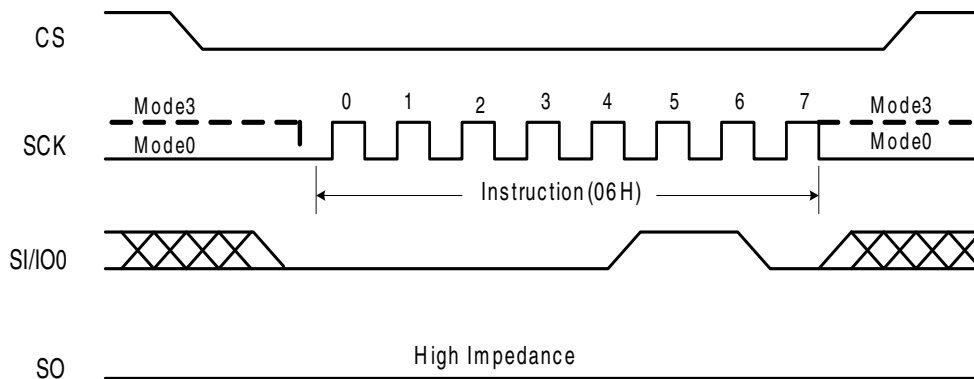 CS
Mode3
0 1 2 3 4 5 6 7
Mode3
SCK
Mode0
Mode0
Instruction(06H)
SI/IO0
High Impedance
SO